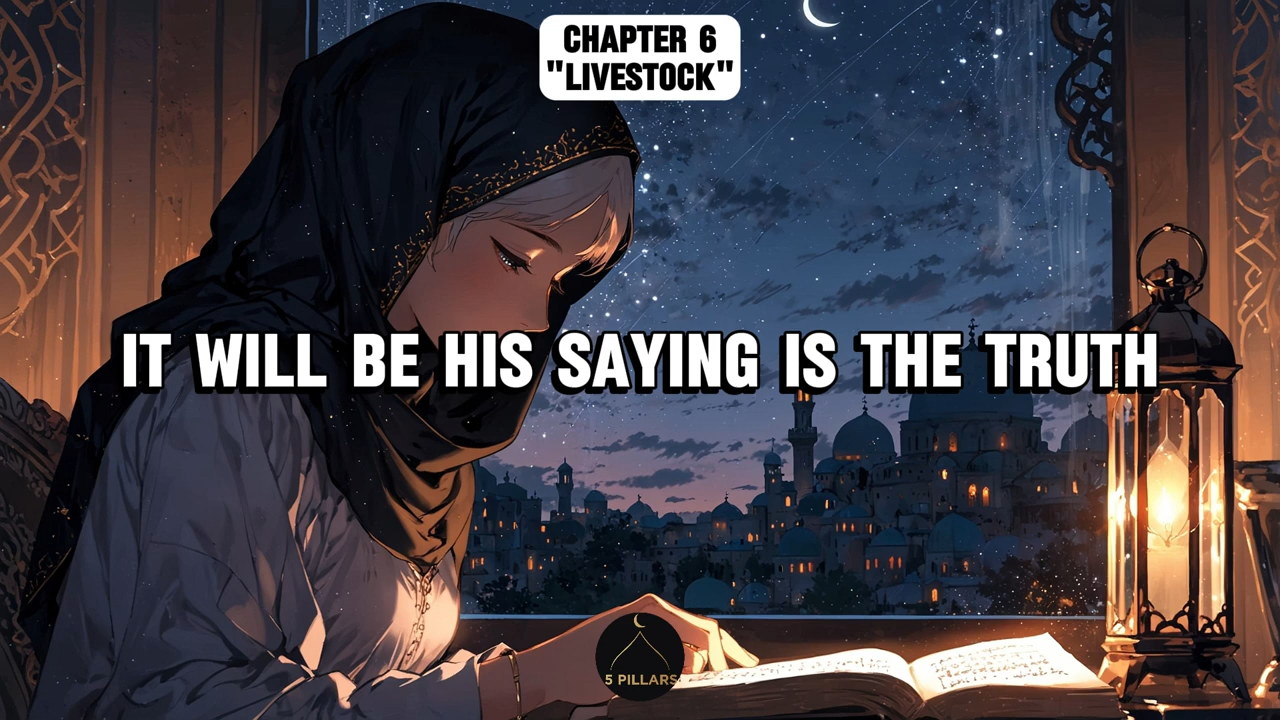 CHAPTER 6
"LIVESTOCK"
IT WILL BE HIS SAYING IS THE TRUTH
5 PILLARS